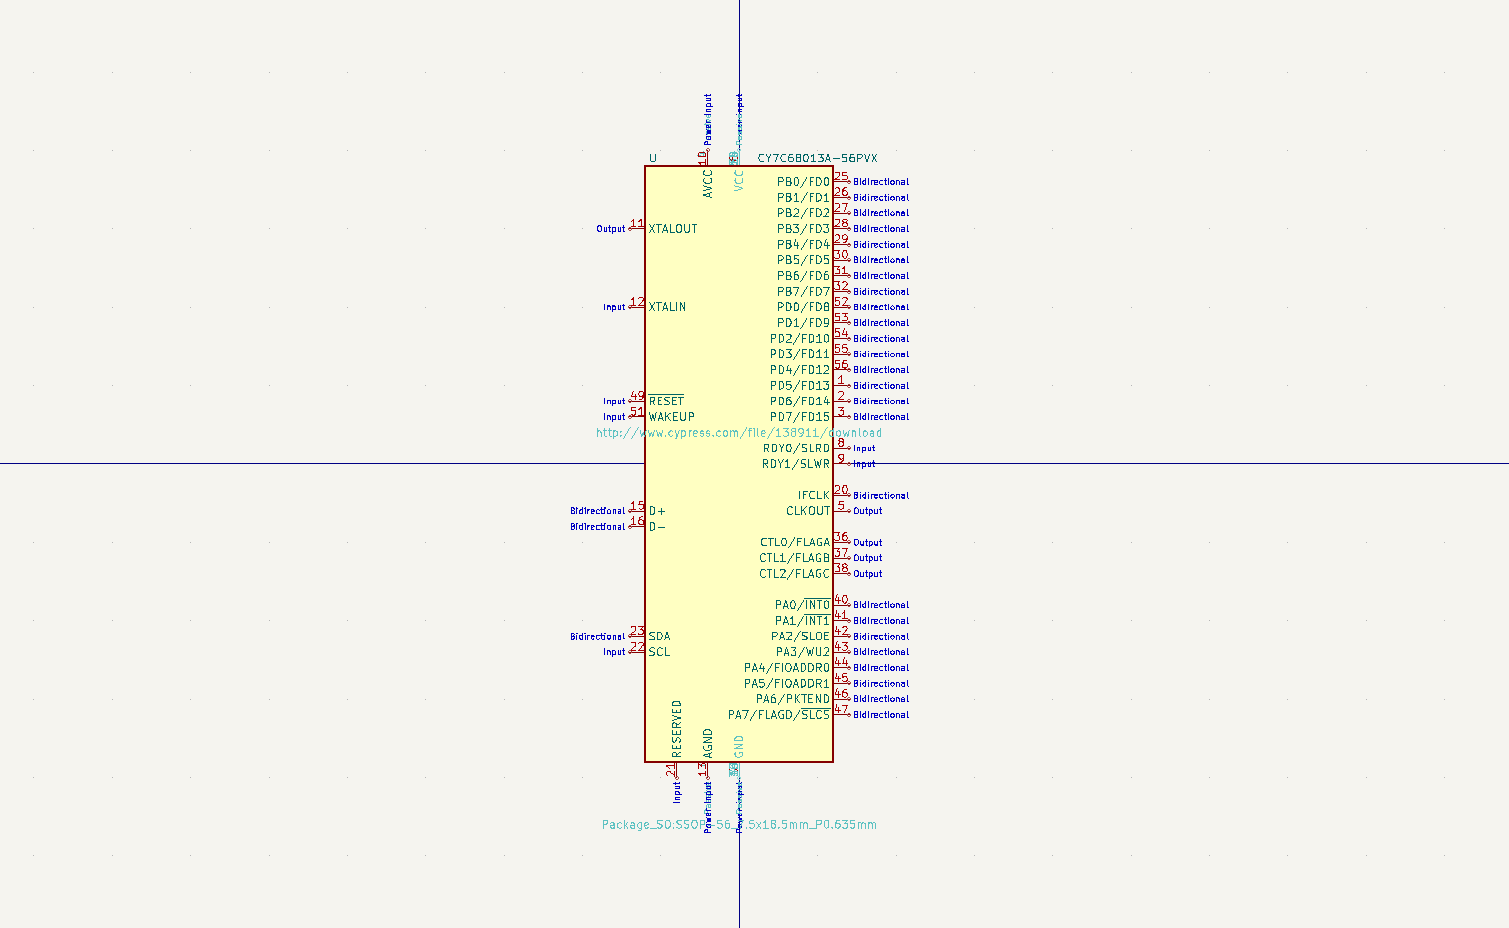 Power Input
Power Input
U
10
CY7C68013A-56PVX
AVCC
VCC
PB0/FD0 25 Bidirectional
PB1/FD1 26 Bidirectional
PB2/FD2 27 Bidirectional
Output 11 XTALOUT
PB3/FD3 28 Bidirectional
PB4/FD4 29 Bidirectional
PB5/FD5 30 Bidirectional
PB6/FD6 31 Bidirectional
PB7/FD7 32 Bidirectional
Input 12 XTALIN
PD0/FD8 52 Bidirectional
PD1/FD9 53 Bidirectional
PD2/FD10 54 Bidirectional
PD3/FD11 55 Bidirectional
PD4/FD12 56 Bidirectional
PD5/FD13 1 Bidirectional
Input 49 RESET
PD6/FD14 2 Bidirectional
Input 51 WAKEUP
PD7/FD15 3 Bidirectional
http://www.cypress.com/file/138911/download
RDY0/SLRD 8 Input
RDY1/SLWR 9 Input
IFCLK 20 Bidirectional
Bidirectional 15 D+
CLKOUT 5 Output
Bidirectional 16 D-
CTL0/FLAGA 36 Output
CTL1/FLAGB 37 Output
CTL2/FLAGC 38 Output
PA0/INT0 40 Bidirectional
PA1/INT1 41 Bidirectional
Bidirectional 23 SDA
PA2/SLOE 42 Bidirectional
Input 22 SCL
PA3/WU2 43 Bidirectional
PA4/FIOADDR0 44 Bidirectional
PA5/FIOADDR1 45 Bidirectional
PA6/PKTEND 46 Bidirectional
PA7/FLAGD/SLCS 47 Bidirectional
RESERVED
AGND
GND
21
13
Input
Power Input
Power Input
Package_SO:SSOP-56_7.5x18.5mm_P0.635mm